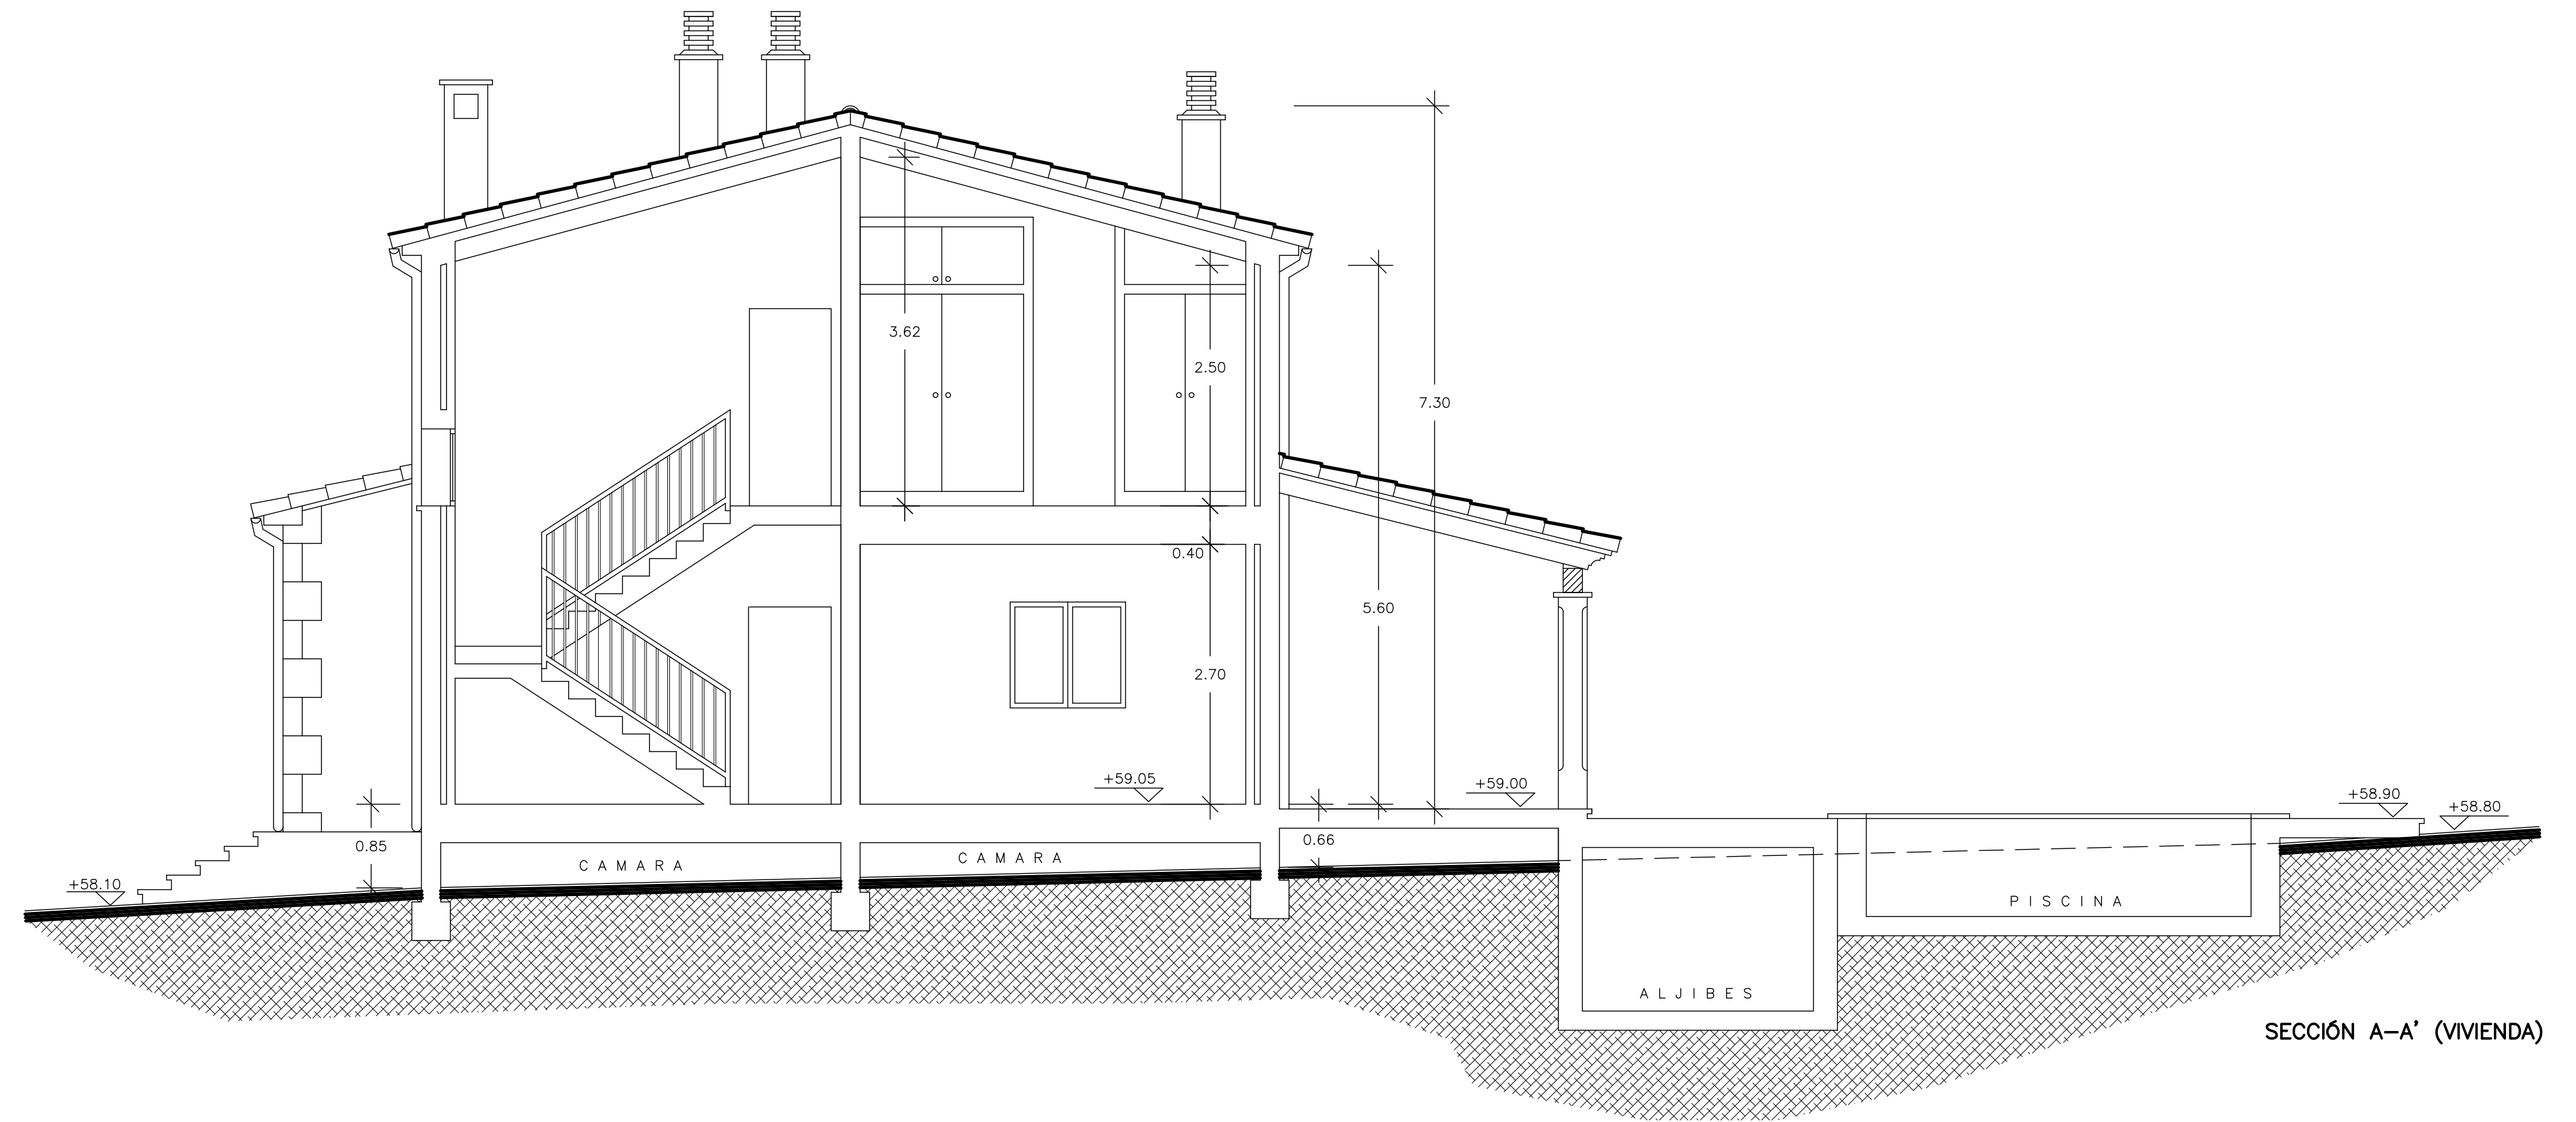 3.62
2.50
7.30
0.40
5.60
2.70
+59.05
+59.00
+58.90
+58.80
0.85
0.66
CAMARA
CAMARA
+58.10
PISCINA
ALJIBES
SECCIÓN A-A' (VIVIENDA)